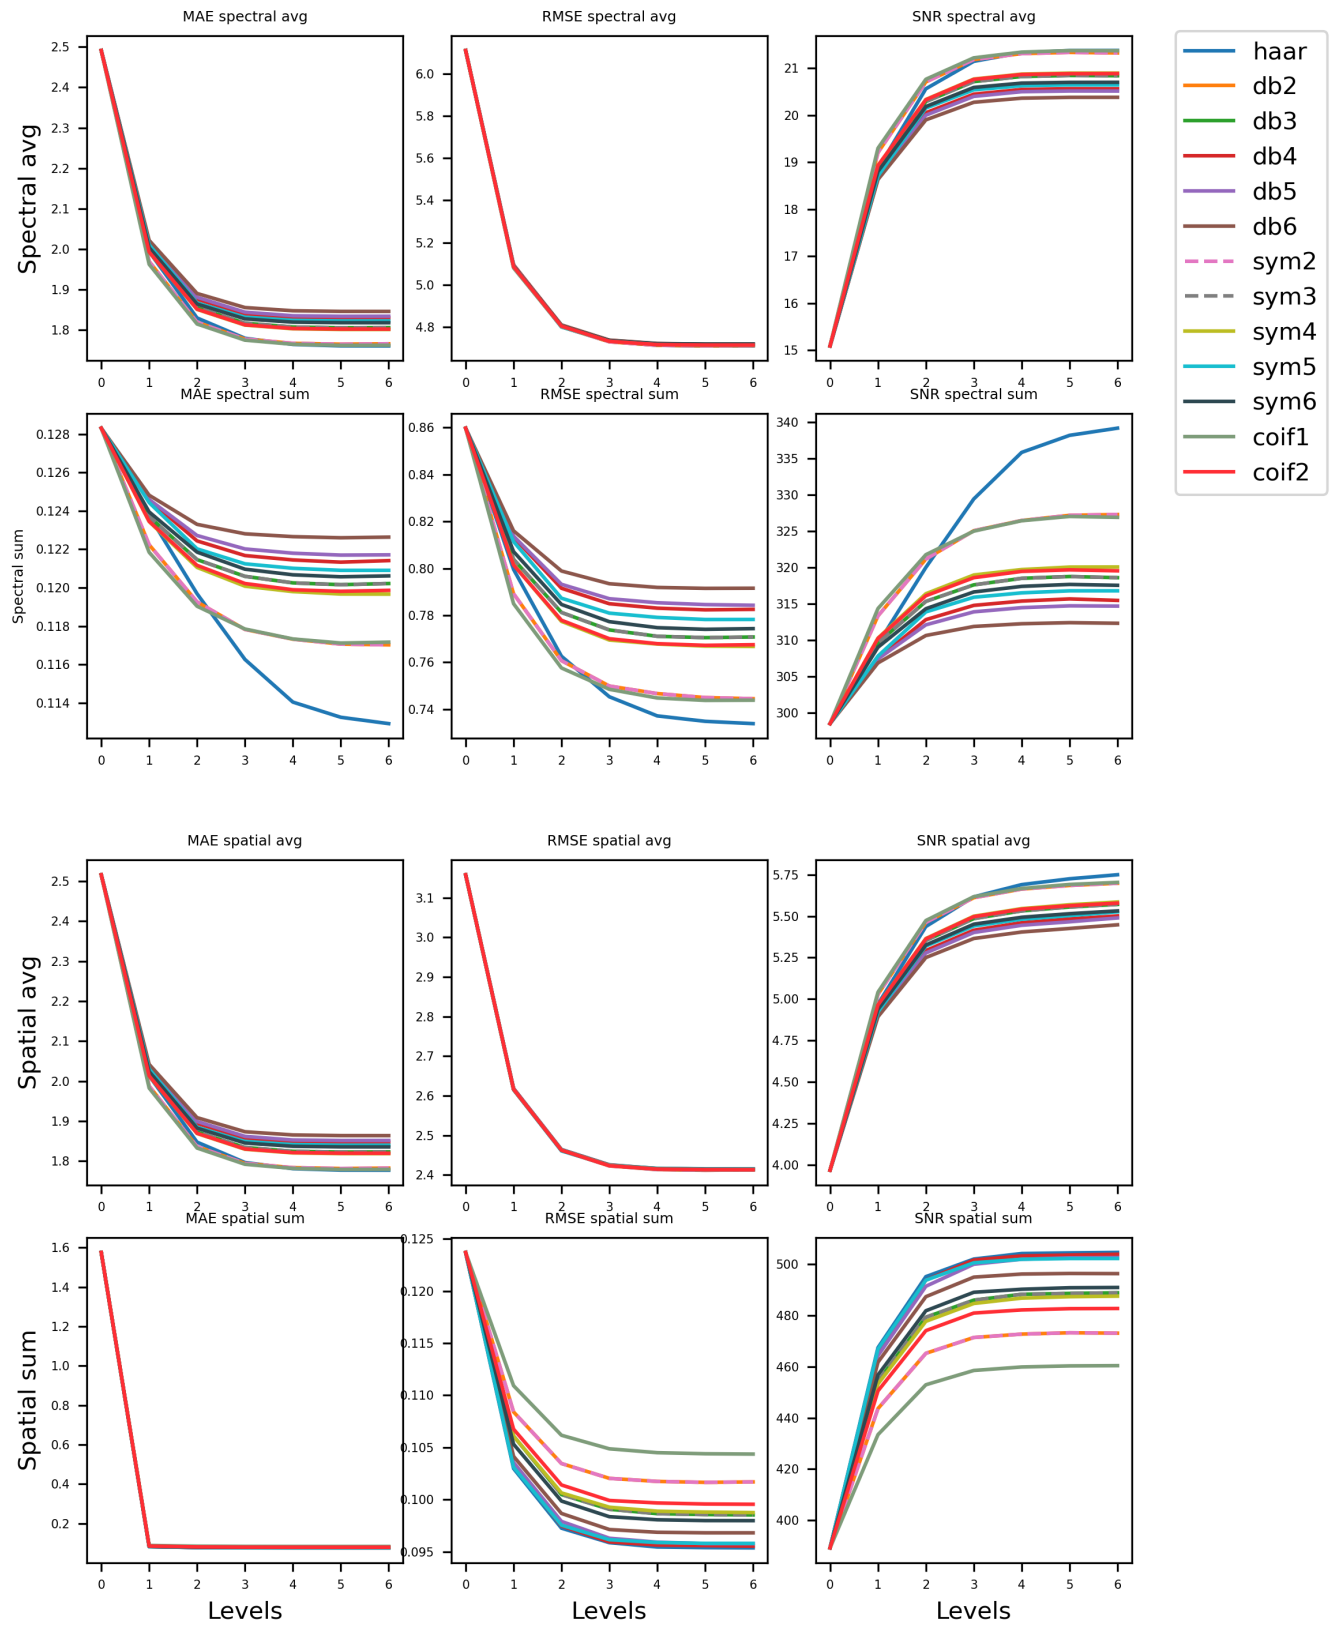 MAE spectral avg
RMSE spectral avg
SNR spectral avg
Spectral avg
2.5
2.4
2.3
2.2
2.1
2.0
1.9
1.8
0 1 2 3 4 5 6
6.0
5.8
5.6
5.4
5.2
5.0
4.8
0 1 2 3 4 5 6
21
20
19
18
17
16
15
0 1 2 3 4 5 6
haar
db2
db3
db4
db5
db6
sym2
sym3
sym4
sym5
sym6
coif1
coif2
MAE spectral sum
RMSE spectral sum
SNR spectral sum
Spectral sum
0.128
0.126
0.124
0.122
0.120
0.118
0.116
0.114
0 1 2 3 4 5 6
0.86
0.84
0.82
0.80
0.78
0.76
0.74
0 1 2 3 4 5 6
340
335
330
325
320
315
310
305
300
0 1 2 3 4 5 6
MAE spatial avg
RMSE spatial avg
SNR spatial avg
Spatial avg
2.5
2.4
2.3
2.2
2.1
2.0
1.9
1.8
0 1 2 3 4 5 6
3.1
3.0
2.9
2.8
2.7
2.6
2.5
2.4
0 1 2 3 4 5 6
5.75
5.50
5.25
5.00
4.75
4.50
4.25
4.00
0 1 2 3 4 5 6
MAE spatial sum
RMSE spatial sum
SNR spatial sum
Spatial sum
1.6
1.4
1.2
1.0
0.8
0.6
0.4
0.2
0 1 2 3 4 5 6
Levels
0.125
0.120
0.115
0.110
0.105
0.100
0.095
0 1 2 3 4 5 6
Levels
500
480
460
440
420
400
0 1 2 3 4 5 6
Levels